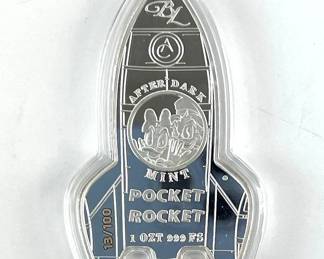 BL
AC
AFTER DARK
MINT
POCKET
ROCKET
1 OZT 999 FS
13/100